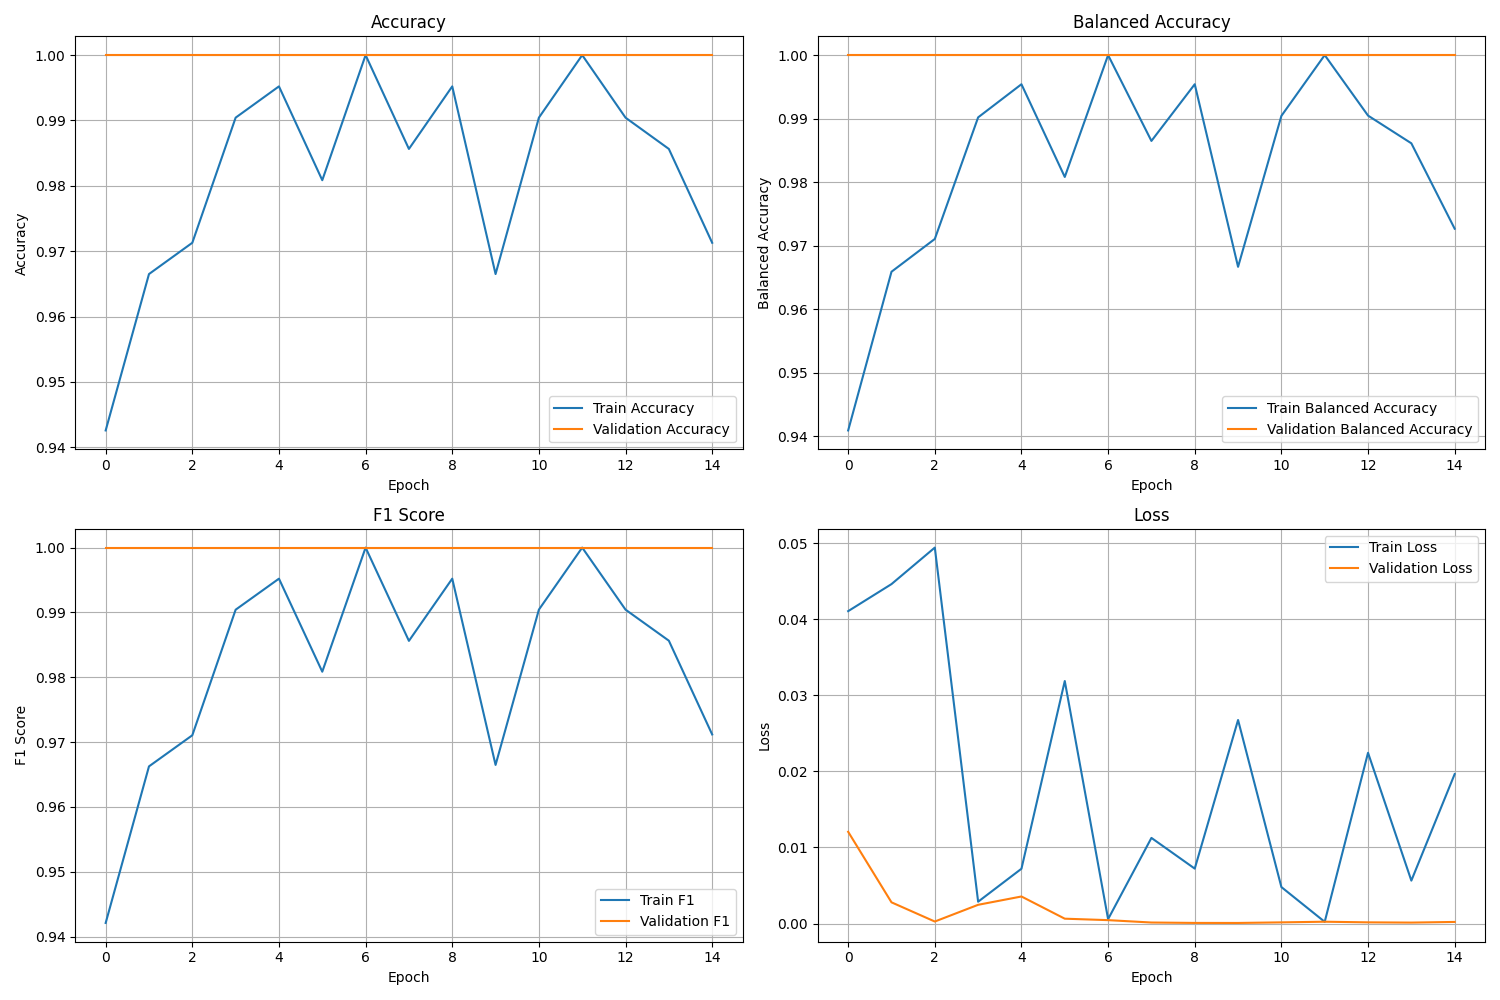 Accuracy
1.00
0.99
0.98
0.97
0.96
0.95
0.94
Accuracy
0 2 4 6 8 10 12 14
Epoch
Train Accuracy
Validation Accuracy
Balanced Accuracy
1.00
0.99
0.98
0.97
0.96
0.95
0.94
Balanced Accuracy
0 2 4 6 8 10 12 14
Epoch
Train Balanced Accuracy
Validation Balanced Accuracy
F1 Score
1.00
0.99
0.98
0.97
0.96
0.95
0.94
F1 Score
0 2 4 6 8 10 12 14
Epoch
Train F1
Validation F1
Loss
0.05
0.04
0.03
0.02
0.01
0.00
Loss
0 2 4 6 8 10 12 14
Epoch
Train Loss
Validation Loss